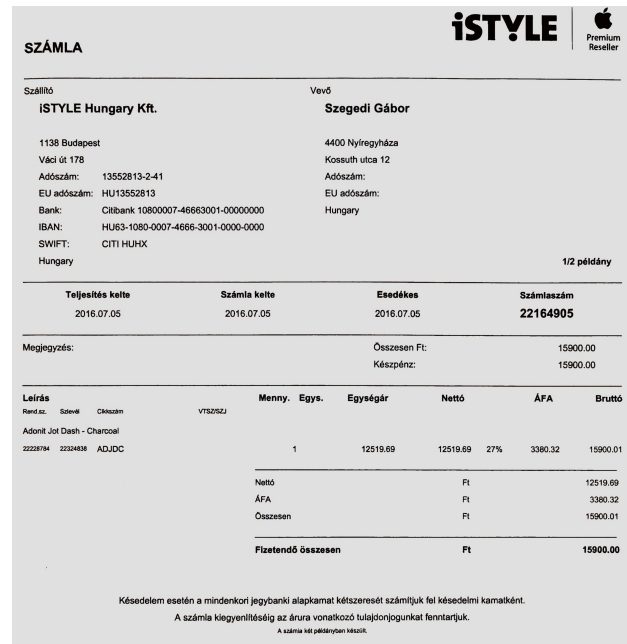 iSTYLE
Premium
Reseller
SZÁMLA
Szállító
iSTYLE Hungary Kft.
1138 Budapest
Váci út 178
Adószám: 13552813-2-41
EU adószám: HU13552813
Bank: Citibank 10800007-46663001-00000000
IBAN: HU63-1080-0007-4666-3001-0000-0000
SWIFT: CITI HUHX
Hungary
Vevő
Szegedi Gábor
4400 Nyíregyháza
Kossuth utca 12
Adószám:
EU adószám:
Hungary
1/2 példány
Teljesítés kelte Számla kelte Esedékes Számlaszám
2016.07.05 2016.07.05 2016.07.05 22164905
Megjegyzés:
Összesen Ft: 15900.00
Készpénz: 15900.00
Leírás Menny. Egys. Egységár Nettó ÁFA Bruttó
Rend.sz. Szlevél Cikkszám VTSZ/SZJ
Adonit Jot Dash - Charcoal
22228784 22324838 ADJDC 1 12519.69 12519.69 27% 3380.32 15900.01
Nettó Ft 12519.69
ÁFA Ft 3380.32
Összesen Ft 15900.01
Fizetendő összesen Ft 15900.00
Késedelem esetén a mindenkori jegybanki alapkamat kétszeresét számítjuk fel késedelmi kamatként.
A számla kiegyenlítéséig az árura vonatkozó tulajdonjogunkat fenntartjuk.
A számla két példányban készült.